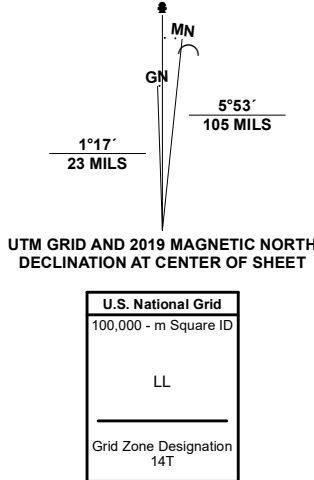 MN
GN
5°53´
105 MILS
1°17´
23 MILS
UTM GRID AND 2019 MAGNETIC NORTH
DECLINATION AT CENTER OF SHEET
U.S. National Grid
100,000 - m Square ID
LL
Grid Zone Designation
14T